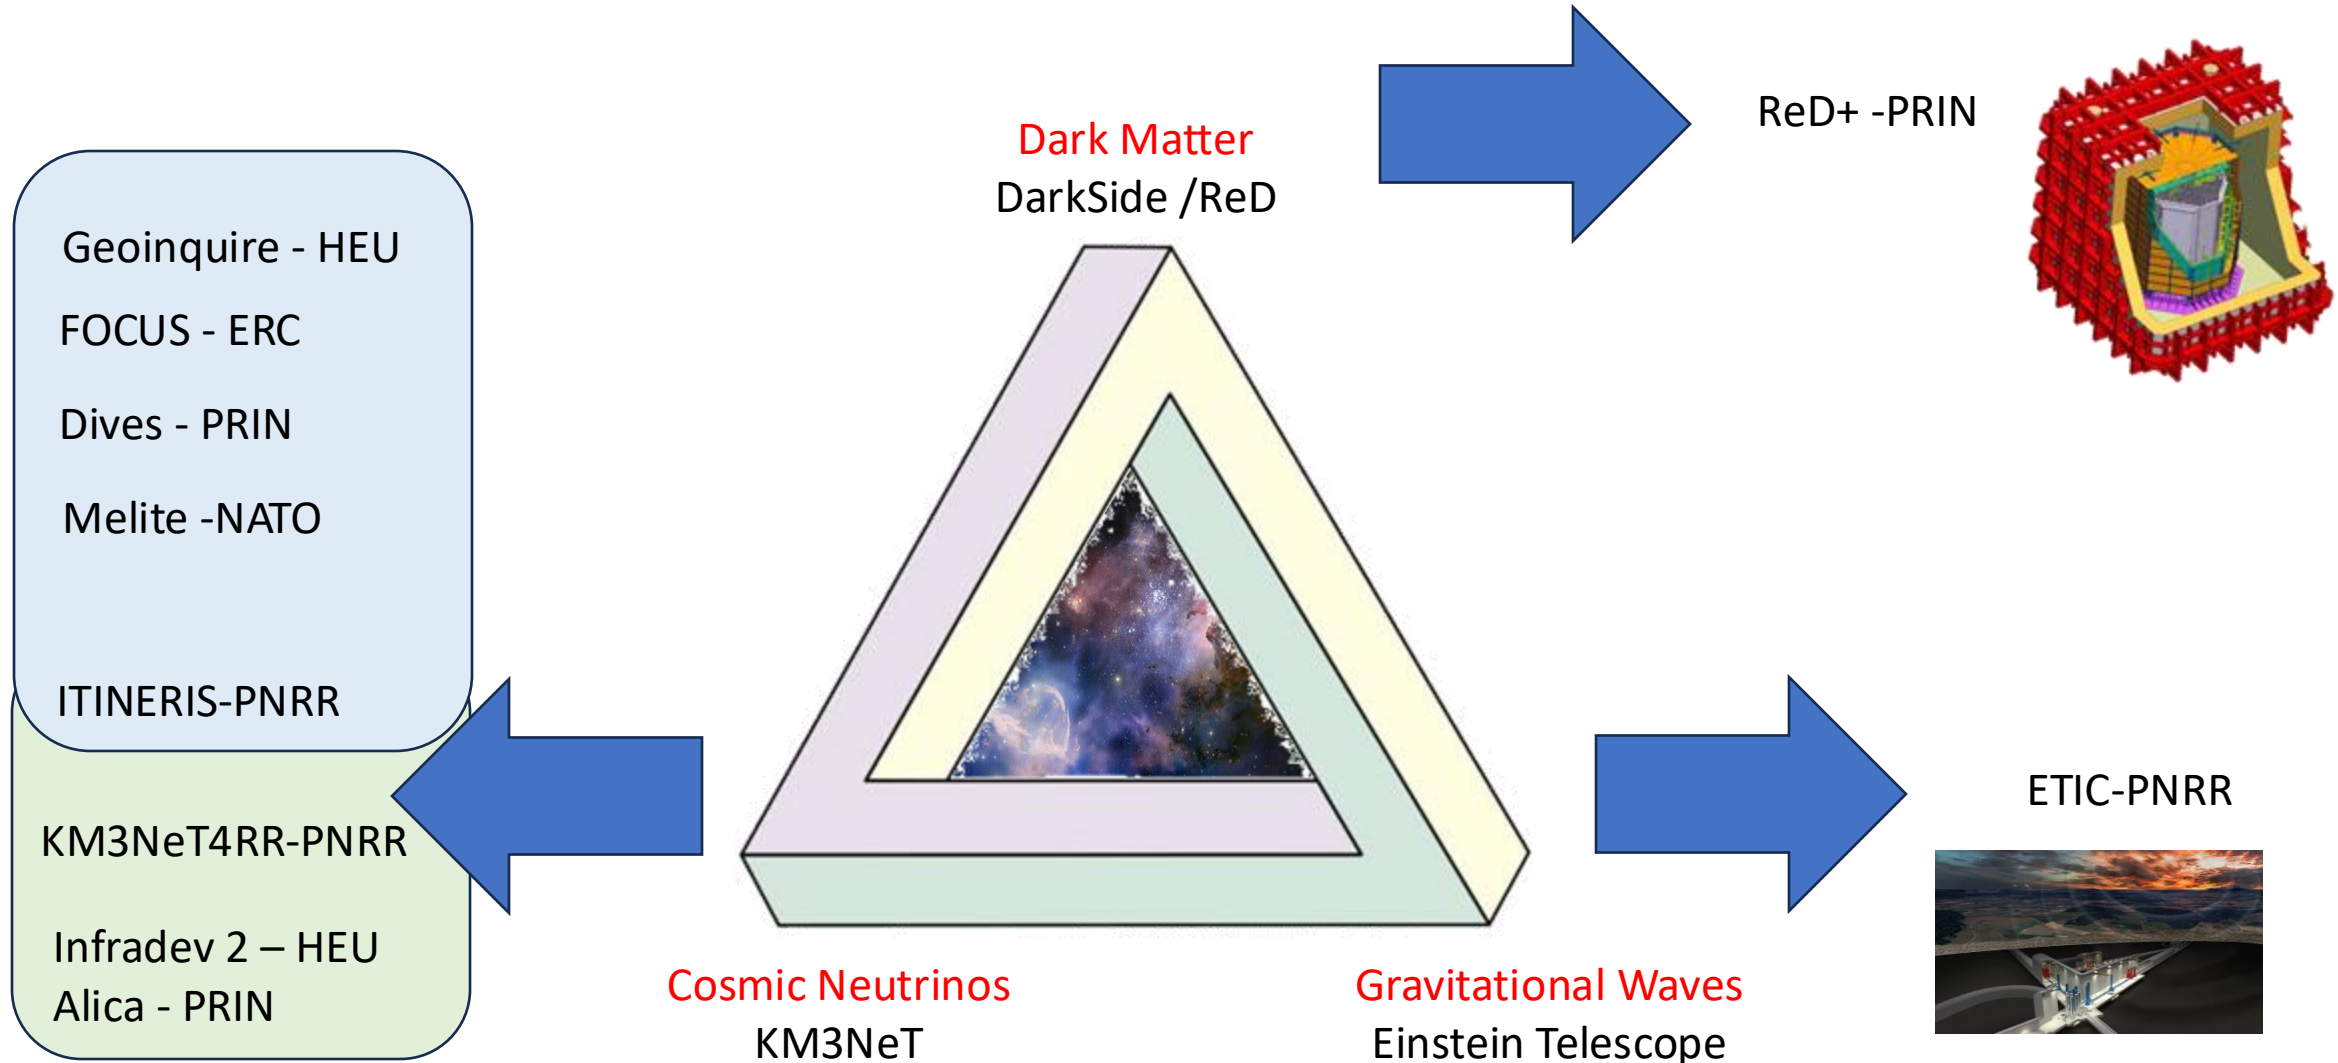 Dark Matter
DarkSide /ReD
ReD+ -PRIN
Geoinquire - HEU
FOCUS - ERC
Dives - PRIN
Melite -NATO
ITINERIS-PNRR
KM3NeT4RR-PNRR
Infradev 2 – HEU
Alica - PRIN
Cosmic Neutrinos
KM3NeT
Gravitational Waves
Einstein Telescope
ETIC-PNRR